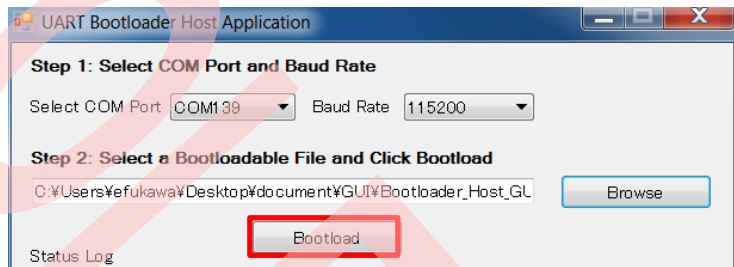 UART Bootloader Host Application
Step 1: Select COM Port and Baud Rate
Select COM Port COM139 Baud Rate 115200
Step 2: Select a Bootloadable File and Click Bootload
C:¥Users¥efukawa¥Desktop¥document¥GUI¥Bootloader_Host_GU Browse
Bootload
Status Log